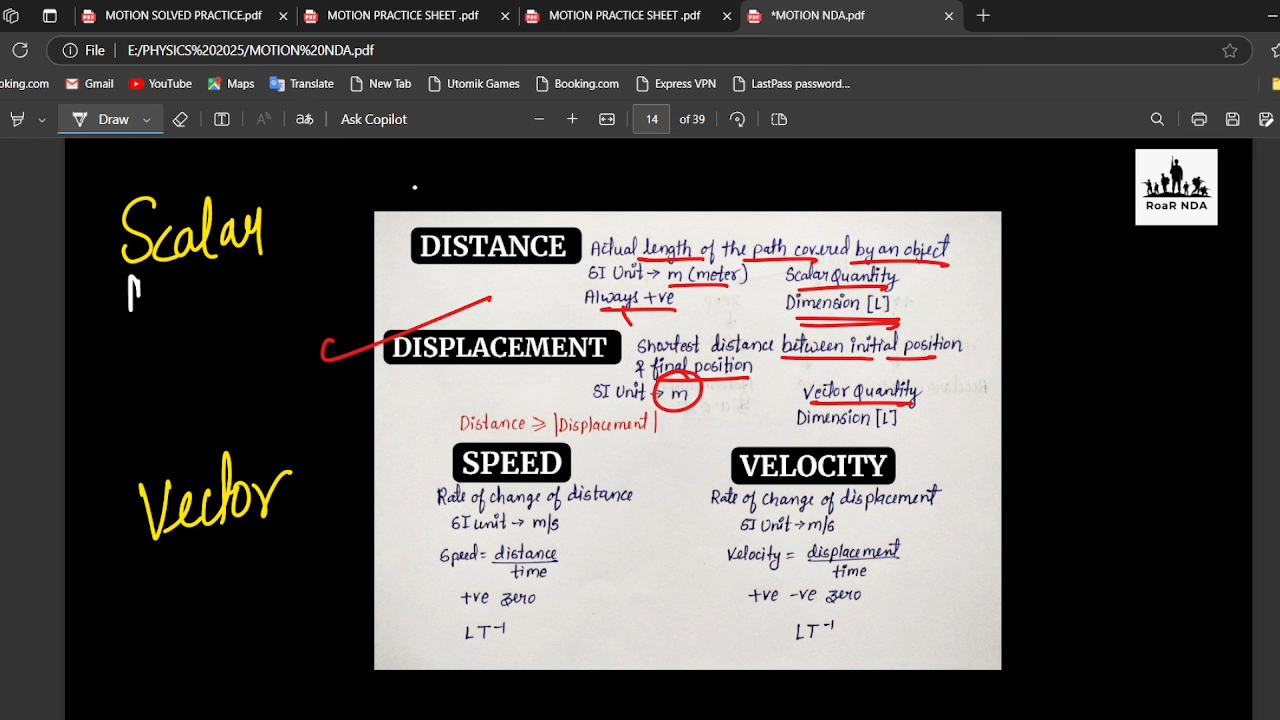 MOTION SOLVED PRACTICE.pdf
MOTION PRACTICE SHEET .pdf
MOTION PRACTICE SHEET .pdf
*MOTION NDA.pdf
File
E:/PHYSICS%202025/MOTION%20NDA.pdf
oking.com
Gmail
YouTube
Maps
Translate
New Tab
Utomik Games
Booking.com
Express VPN
LastPass password...
Draw
aあ
Ask Copilot
14 of 39
RoaR NDA
Scalar
Vector
DISTANCE
Actual length of the path covered by an object
SI Unit → m (meter)
Scalar Quantity
Always +ve
Dimension [L]
DISPLACEMENT
Shortest distance between initial position
& final position
SI Unit → m
Vector Quantity
Dimension [L]
Distance ≥ |Displacement|
SPEED
Rate of change of distance
SI unit → m/s
Speed = distance
time
+ve zero
LT⁻¹
VELOCITY
Rate of change of displacement
SI Unit → m/s
Velocity = displacement
time
+ve -ve zero
LT⁻¹